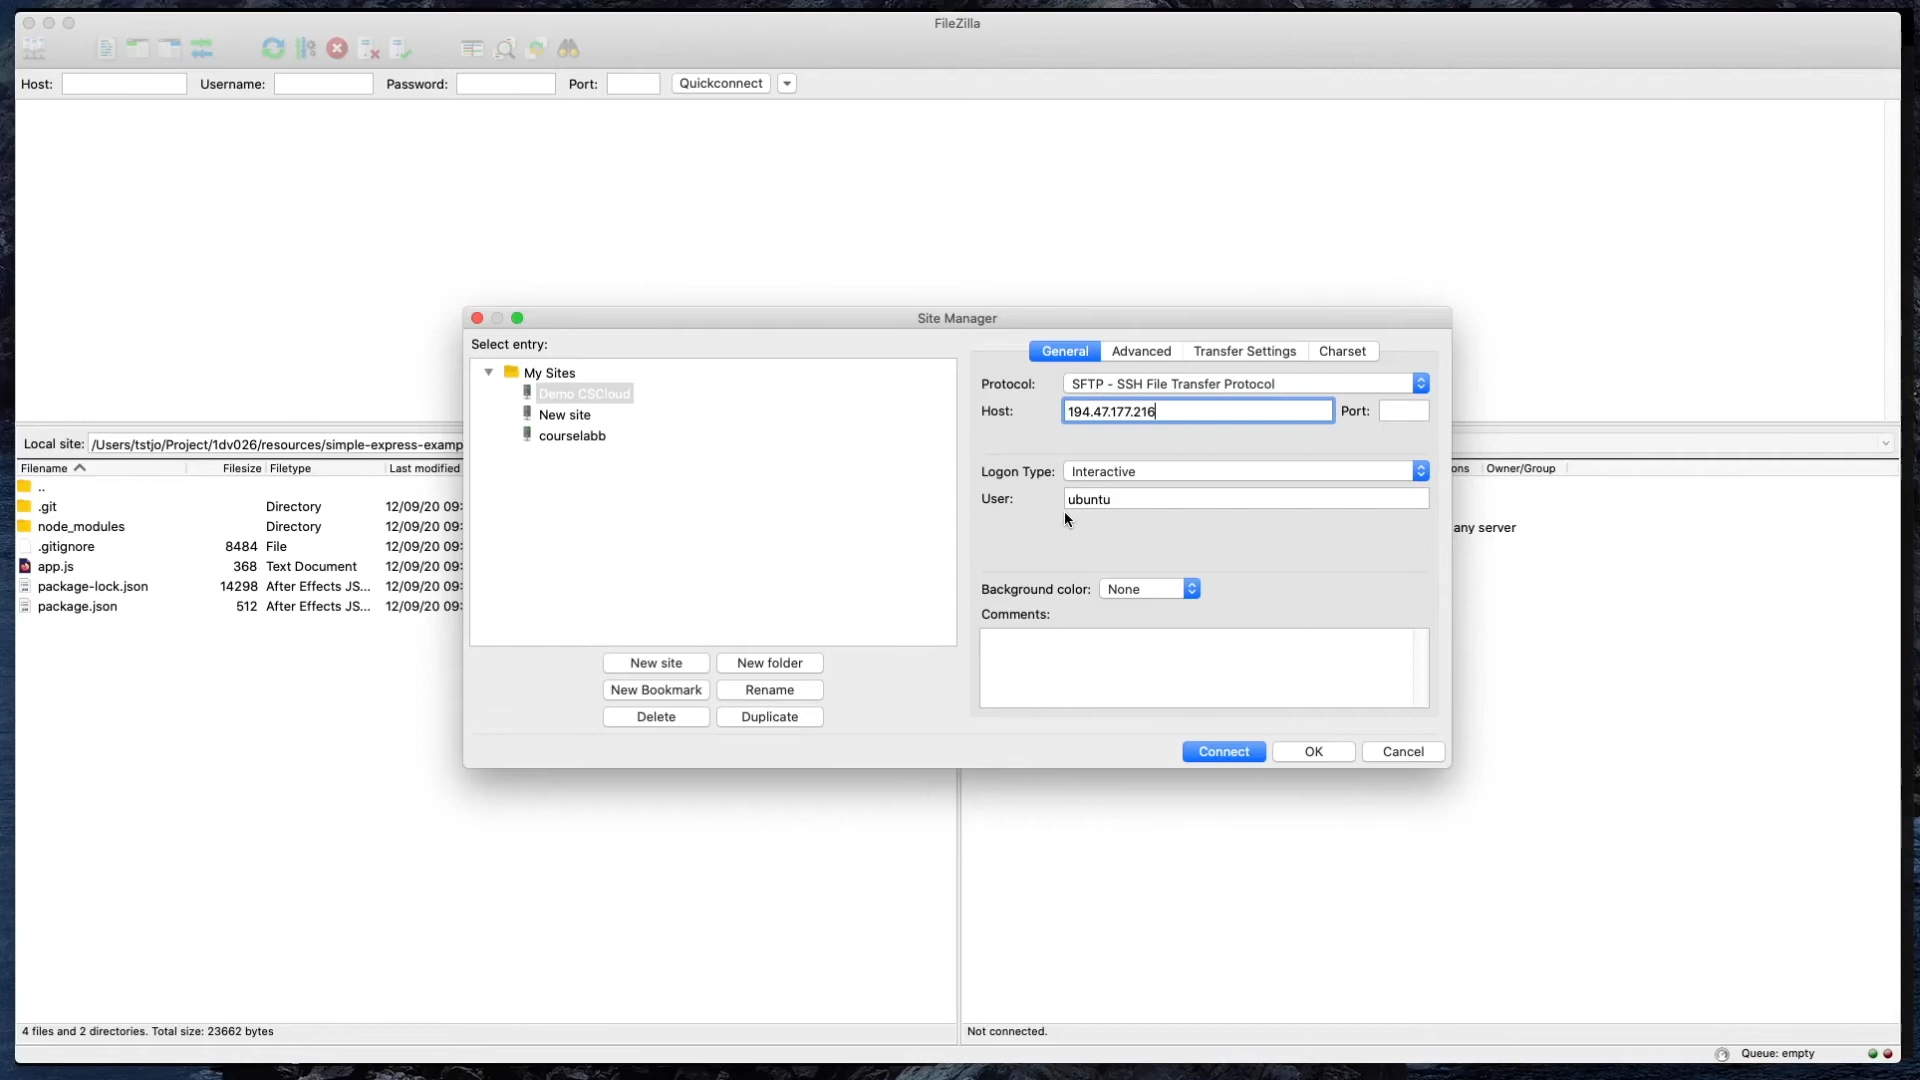 FileZilla
Host: Username: Password: Port: Quickconnect
Site Manager
Select entry:
My Sites
Demo CSCloud
New site
courselabb
New site New folder
New Bookmark Rename
Delete Duplicate
General Advanced Transfer Settings Charset
Protocol: SFTP - SSH File Transfer Protocol
Host: 194.47.177.216 Port:
Logon Type: Interactive
User: ubuntu
Background color: None
Comments:
Connect OK Cancel
Local site: /Users/tstjo/Project/1dv026/resources/simple-express-examp
Filename Filesize Filetype Last modified
..
.git Directory 12/09/20 09:
node_modules Directory 12/09/20 09:
.gitignore 8484 File 12/09/20 09:
app.js 368 Text Document 12/09/20 09:
package-lock.json 14298 After Effects JS... 12/09/20 09:
package.json 512 After Effects JS... 12/09/20 09:
4 files and 2 directories. Total size: 23662 bytes
ons Owner/Group
any server
Not connected.
Queue: empty